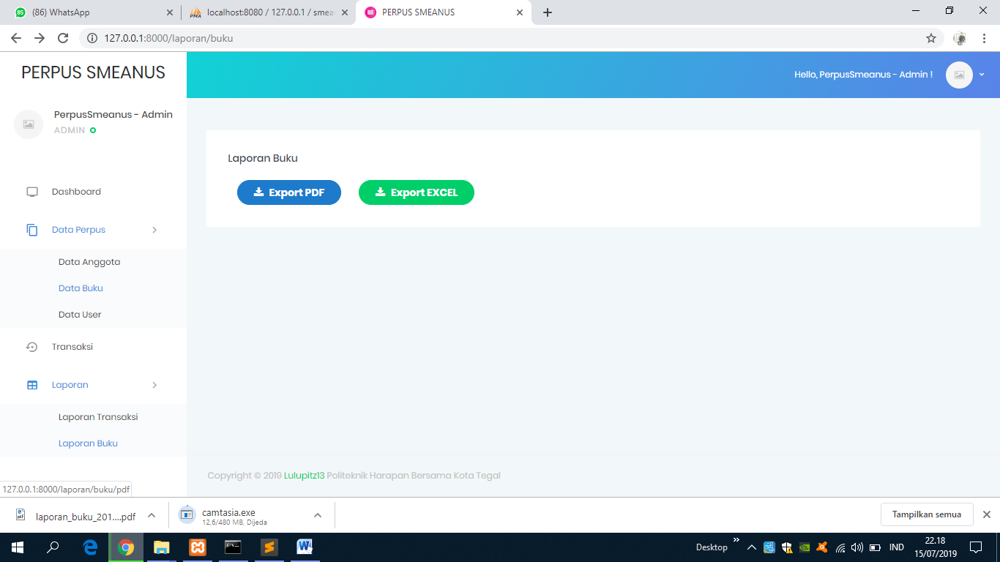 85
(86) WhatsApp
PMA
localhost:8080 / 127.0.0.1 / smea
PERPUS SMEANUS
127.0.0.1:8000/laporan/buku
PERPUS SMEANUS
Hello, PerpusSmeanus - Admin !
PerpusSmeanus - Admin
ADMIN
Dashboard
Data Perpus
Data Anggota
Data Buku
Data User
Transaksi
Laporan
Laporan Transaksi
Laporan Buku
Laporan Buku
Export PDF
Export EXCEL
Copyright © 2019 Lulupitz13 Politeknik Harapan Bersama Kota Tegal
127.0.0.1:8000/laporan/buku/pdf
laporan_buku_201....pdf
camtasia.exe
12,6/480 MB, Dijeda
Tampilkan semua
Desktop
IND
22.18
15/07/2019